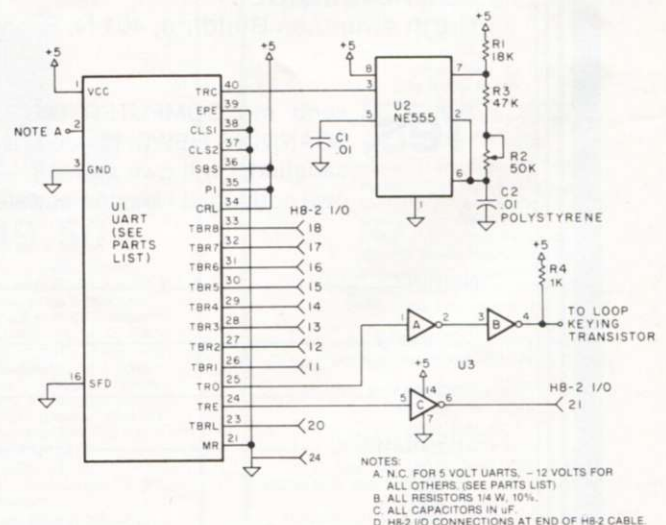 +5
1
VCC
NOTE A
2
3
GND
U1
UART
(SEE
PARTS
LIST)
16
SFD
TRC
40
EPE
39
CLS1
38
CLS2
37
SBS
36
PI
35
CRL
34
TBR8
33
TBR7
32
TBR6
31
TBR5
30
TBR4
29
TBR3
28
TBR2
27
TBR1
26
TRO
25
TRE
24
TBRL
23
MR
21
+5
C1
.01
H8-2 I/O
18
17
16
15
14
13
12
11
20
24
+5
8
3
5
U2
NE555
7
2
6
1
+5
R1
18K
R3
47K
R2
50K
C2
.01
POLYSTYRENE
+5
R4
1K
1
A
2
3
B
4
TO LOOP
KEYING
TRANSISTOR
+5
U3
14
5
C
6
7
H8-2 I/O
21
NOTES:
A. N.C. FOR 5 VOLT UARTS, – 12 VOLTS FOR
ALL OTHERS. (SEE PARTS LIST)
B. ALL RESISTORS 1/4 W, 10%.
C. ALL CAPACITORS IN uF.
D. H8-2 I/O CONNECTIONS AT END OF H8-2 CABLE.